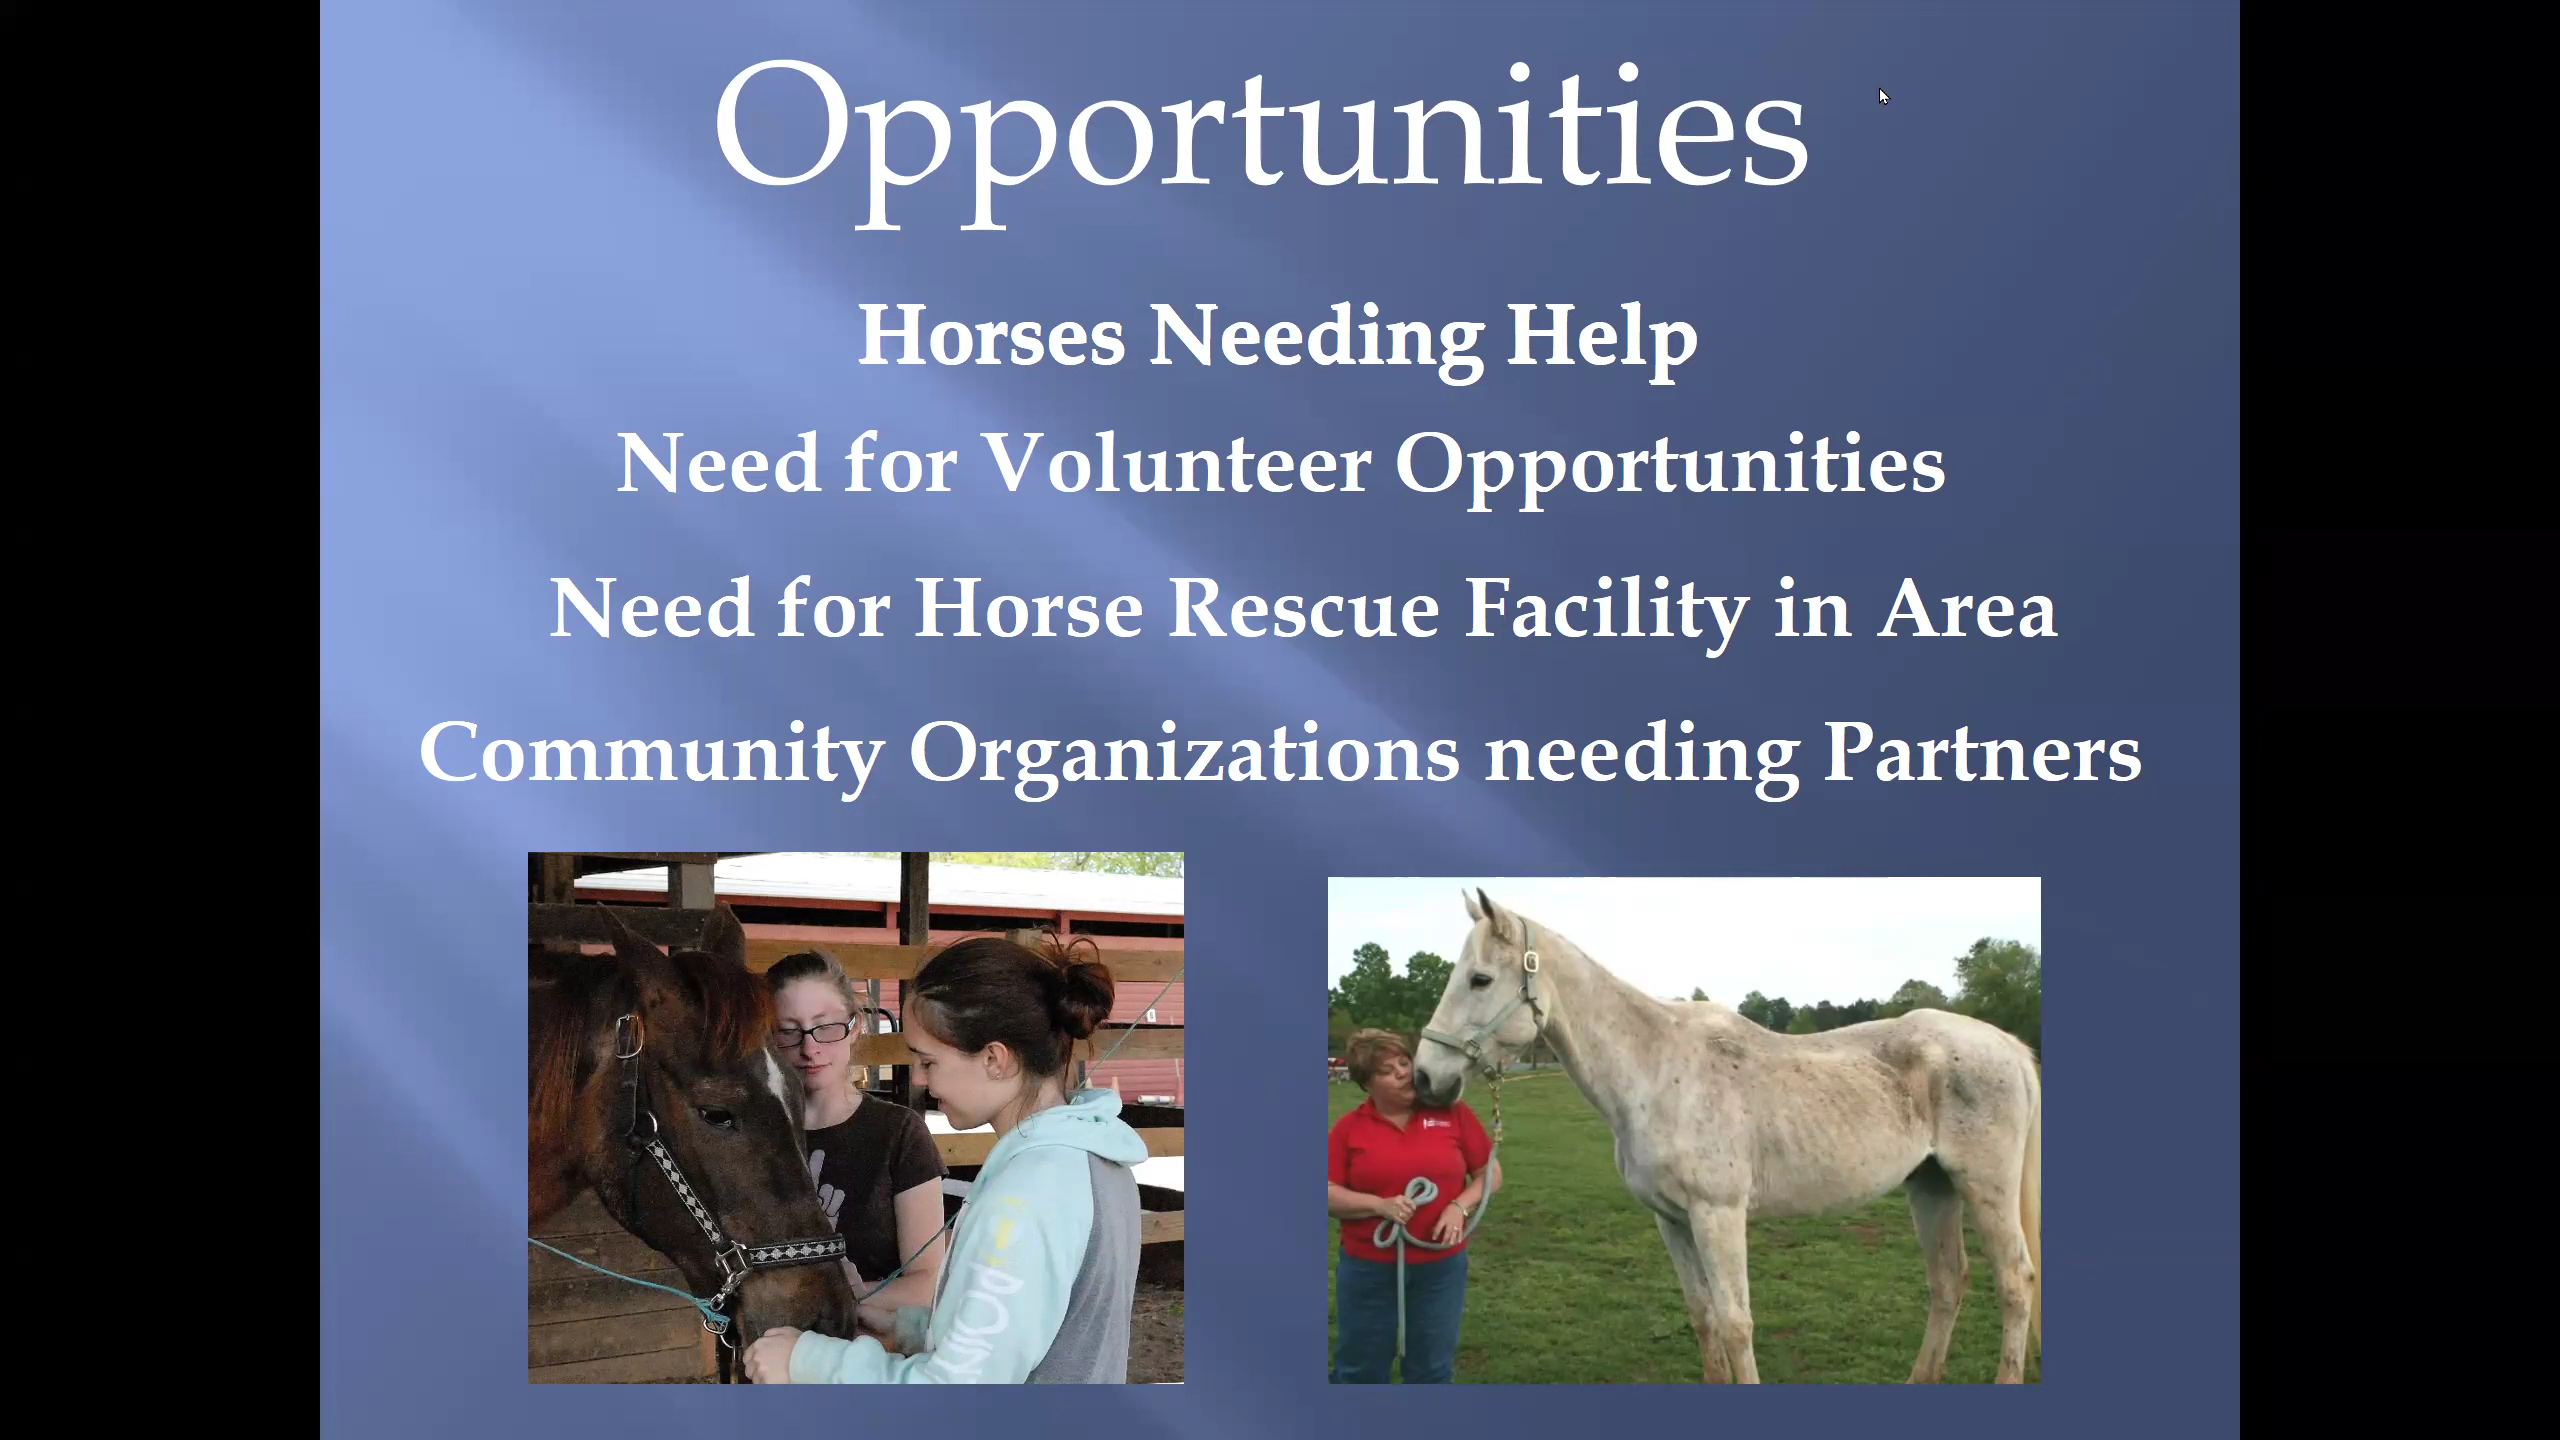 Opportunities
Horses Needing Help
Need for Volunteer Opportunities
Need for Horse Rescue Facility in Area
Community Organizations needing Partners